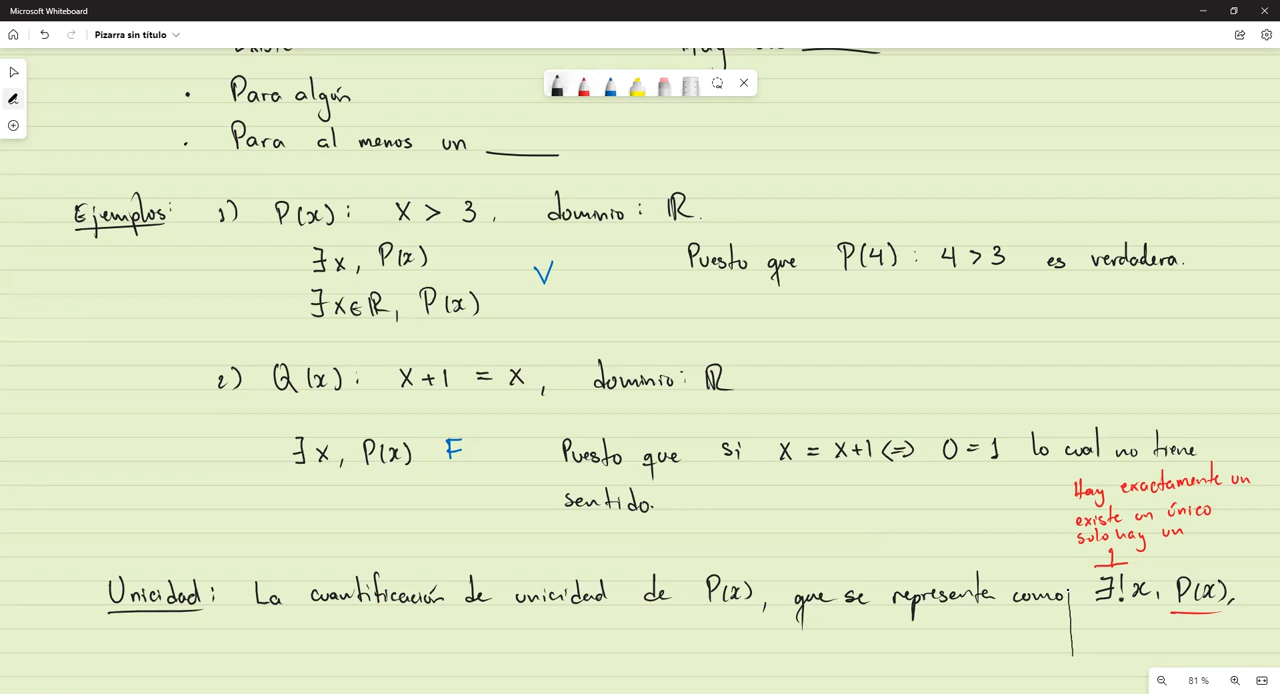 Microsoft Whiteboard
Pizarra sin título
· Para algún
· Para al menos un ____
Ejemplos: 1) P(x): x > 3, dominio: ℝ.
∃x, P(x) V Puesto que P(4): 4 > 3 es verdadera.
∃x∈ℝ, P(x)
2) Q(x): x+1 = x, dominio: ℝ
∃x, P(x) F Puesto que si x = x+1 <=> 0 = 1 lo cual no tiene
sentido.
Hay exactamente un
existe un único
solo hay un
Unicidad: La cuantificación de unicidad de P(x), que se representa como ∃!x, P(x),
81 %